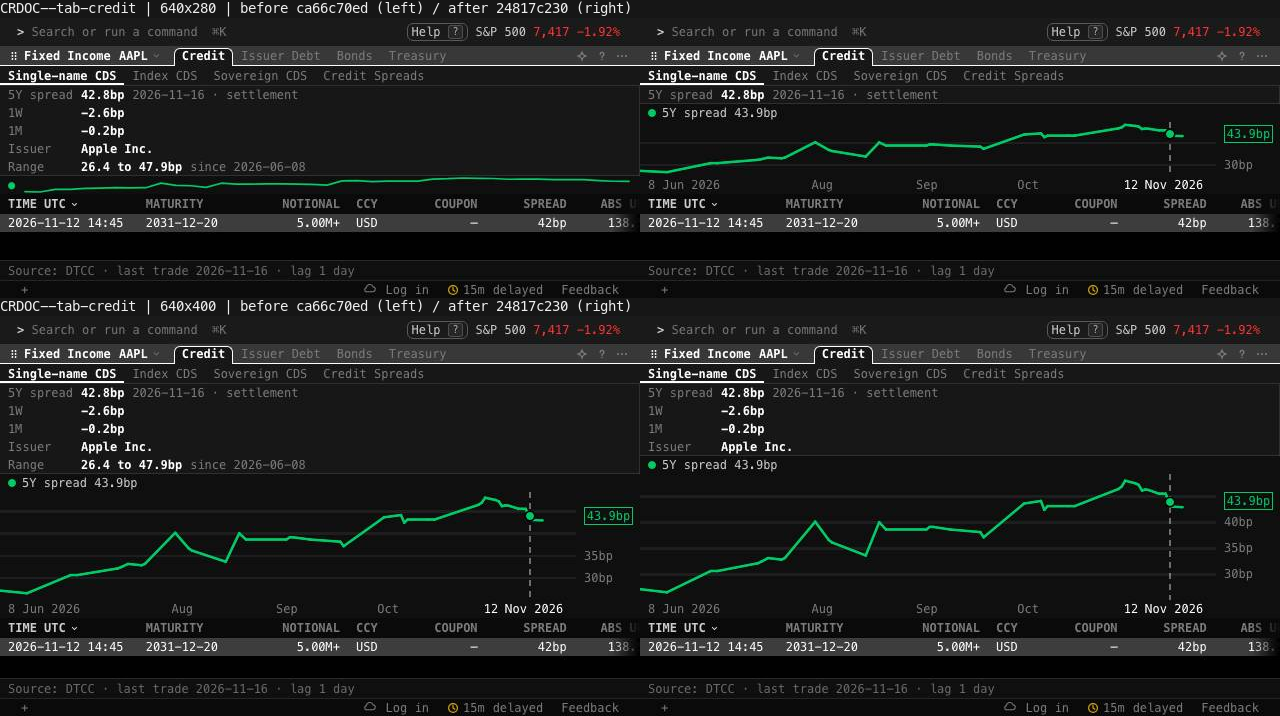 CRDOC--tab-credit | 640x280 | before ca66c70ed (left) / after 24817c230 (right)
> Search or run a command ⌘K Help ? S&P 500 7,417 −1.92%
Fixed Income AAPL Credit Issuer Debt Bonds Treasury ? ···
Single-name CDS Index CDS Sovereign CDS Credit Spreads
5Y spread 42.8bp 2026-11-16 · settlement
1W −2.6bp
1M −0.2bp
Issuer Apple Inc.
Range 26.4 to 47.9bp since 2026-06-08
TIME UTC MATURITY NOTIONAL CCY COUPON SPREAD ABS
2026-11-12 14:45 2031-12-20 5.00M+ USD — 42bp 138.
Source: DTCC · last trade 2026-11-16 · lag 1 day
+ Log in 15m delayed Feedback
> Search or run a command ⌘K Help ? S&P 500 7,417 −1.92%
Fixed Income AAPL Credit Issuer Debt Bonds Treasury ? ···
Single-name CDS Index CDS Sovereign CDS Credit Spreads
5Y spread 42.8bp 2026-11-16 · settlement
5Y spread 43.9bp
43.9bp
30bp
8 Jun 2026 Aug Sep Oct 12 Nov 2026
TIME UTC MATURITY NOTIONAL CCY COUPON SPREAD ABS
2026-11-12 14:45 2031-12-20 5.00M+ USD — 42bp 138.
Source: DTCC · last trade 2026-11-16 · lag 1 day
+ Log in 15m delayed Feedback
CRDOC--tab-credit | 640x400 | before ca66c70ed (left) / after 24817c230 (right)
> Search or run a command ⌘K Help ? S&P 500 7,417 −1.92%
Fixed Income AAPL Credit Issuer Debt Bonds Treasury ? ···
Single-name CDS Index CDS Sovereign CDS Credit Spreads
5Y spread 42.8bp 2026-11-16 · settlement
1W −2.6bp
1M −0.2bp
Issuer Apple Inc.
Range 26.4 to 47.9bp since 2026-06-08
5Y spread 43.9bp
43.9bp
35bp
30bp
8 Jun 2026 Aug Sep Oct 12 Nov 2026
TIME UTC MATURITY NOTIONAL CCY COUPON SPREAD ABS
2026-11-12 14:45 2031-12-20 5.00M+ USD — 42bp 138.
Source: DTCC · last trade 2026-11-16 · lag 1 day
+ Log in 15m delayed Feedback
> Search or run a command ⌘K Help ? S&P 500 7,417 −1.92%
Fixed Income AAPL Credit Issuer Debt Bonds Treasury ? ···
Single-name CDS Index CDS Sovereign CDS Credit Spreads
5Y spread 42.8bp 2026-11-16 · settlement
1W −2.6bp
1M −0.2bp
Issuer Apple Inc.
5Y spread 43.9bp
43.9bp
40bp
35bp
30bp
8 Jun 2026 Aug Sep Oct 12 Nov 2026
TIME UTC MATURITY NOTIONAL CCY COUPON SPREAD ABS
2026-11-12 14:45 2031-12-20 5.00M+ USD — 42bp 138.
Source: DTCC · last trade 2026-11-16 · lag 1 day
+ Log in 15m delayed Feedback